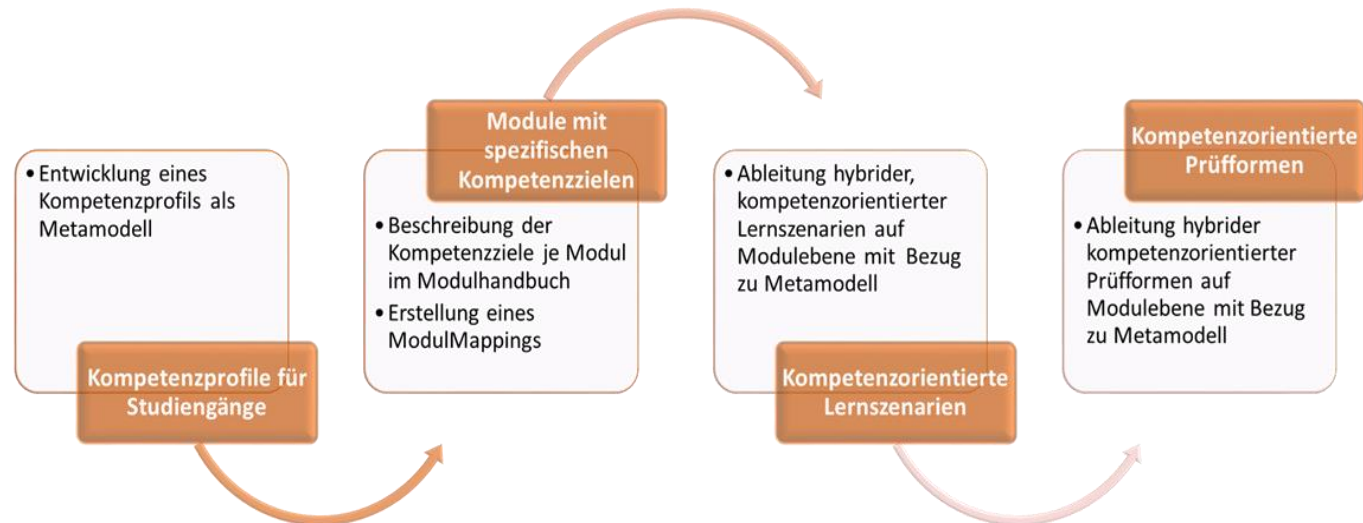 • Entwicklung eines
Kompetenzprofils als
Metamodell
Kompetenzprofile für
Studiengänge
Module mit
spezifischen
Kompetenzzielen
• Beschreibung der
Kompetenzziele je Modul
im Modulhandbuch
• Erstellung eines
ModulMappings
• Ableitung hybrider,
kompetenzorientierter
Lernszenarien auf
Modulebene mit Bezug
zu Metamodell
Kompetenzorientierte
Lernszenarien
Kompetenzorientierte
Prüfformen
• Ableitung hybrider
kompetenzorientierter
Prüfformen auf
Modulebene mit Bezug
zu Metamodell